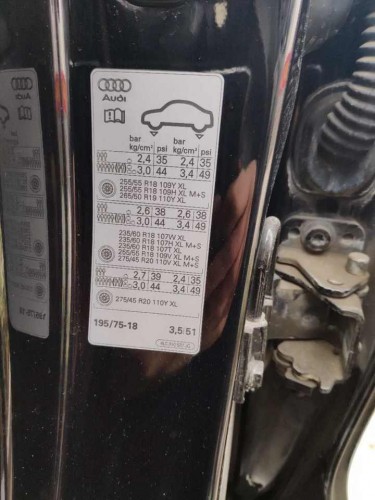 Audi
bar kg/cm² psi bar kg/cm² psi
2,4 35 2,4 35
3,0 44 3,4 49
255/55 R18 109Y XL
255/55 R18 109H XL M+S
265/50 R19 110Y XL
2,6 38 2,6 38
3,0 44 3,4 49
235/60 R18 107W XL
235/60 R18 107H XL M+S
235/60 R18 107T XL
255/55 R18 109V XL M+S
275/45 R20 110V XL M+S
2,7 39 2,4 35
3,0 44 3,4 49
275/45 R20 110Y XL
195/75-18 3,5 51